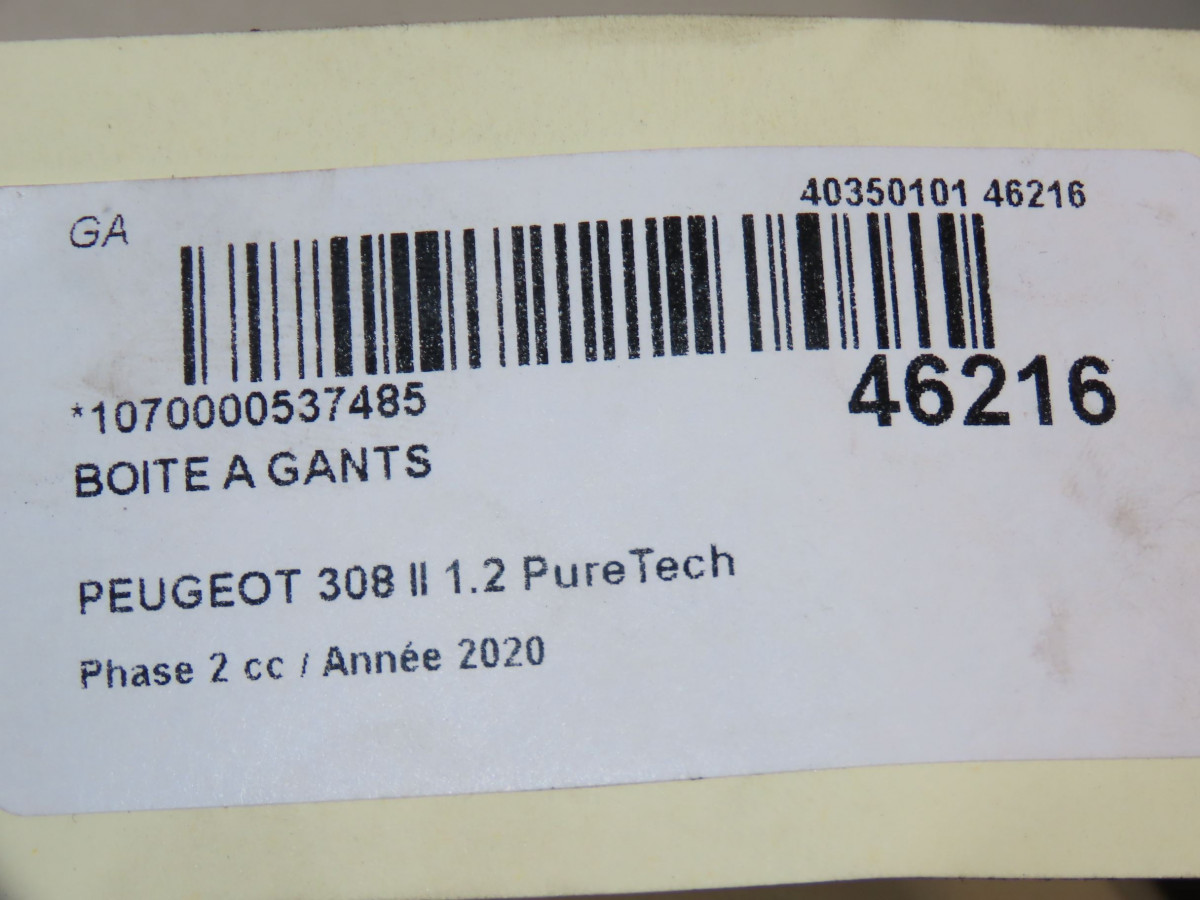 GA
40350101 46216
*1070000537485
46216
BOITE A GANTS
PEUGEOT 308 II 1.2 PureTech
Phase 2 cc / Année 2020